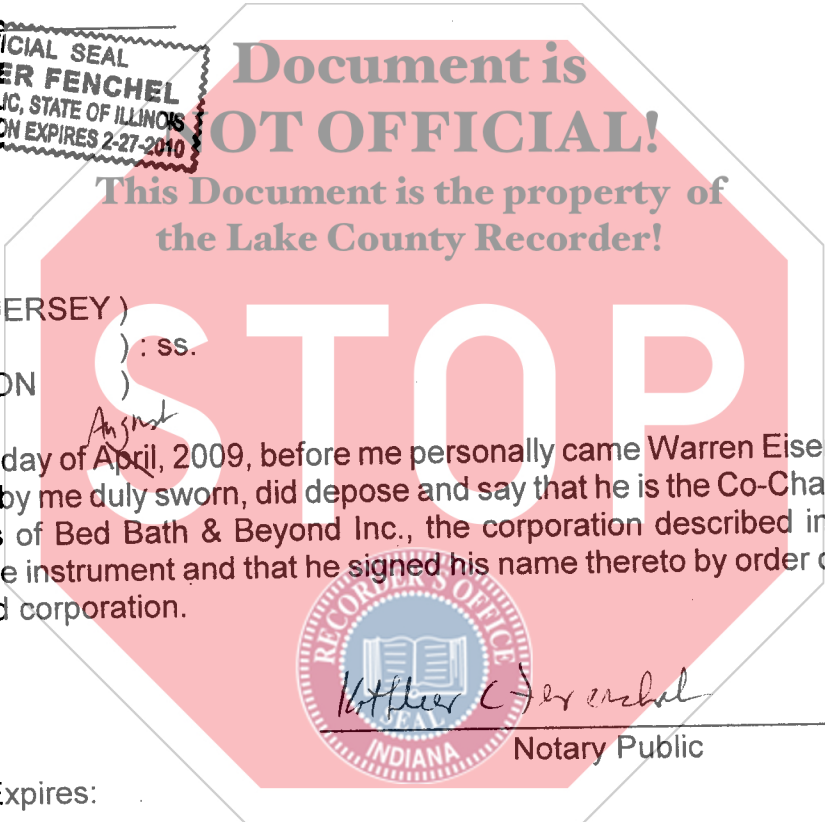 ICIAL SEAL
ER FENCHEL
IC, STATE OF ILLINOIS
ON EXPIRES 2-27-2010
Document is
NOT OFFICIAL!
This Document is the property of
the Lake County Recorder!
STOP
ERSEY )
) : ss.
ON )
August
day of April, 2009, before me personally came Warren Eise
by me duly sworn, did depose and say that he is the Co-Cha
s of Bed Bath & Beyond Inc., the corporation described in
e instrument and that he signed his name thereto by order o
d corporation.
RECORDER'S OFFICE
SEAL
INDIANA
Notary Public
Expires: